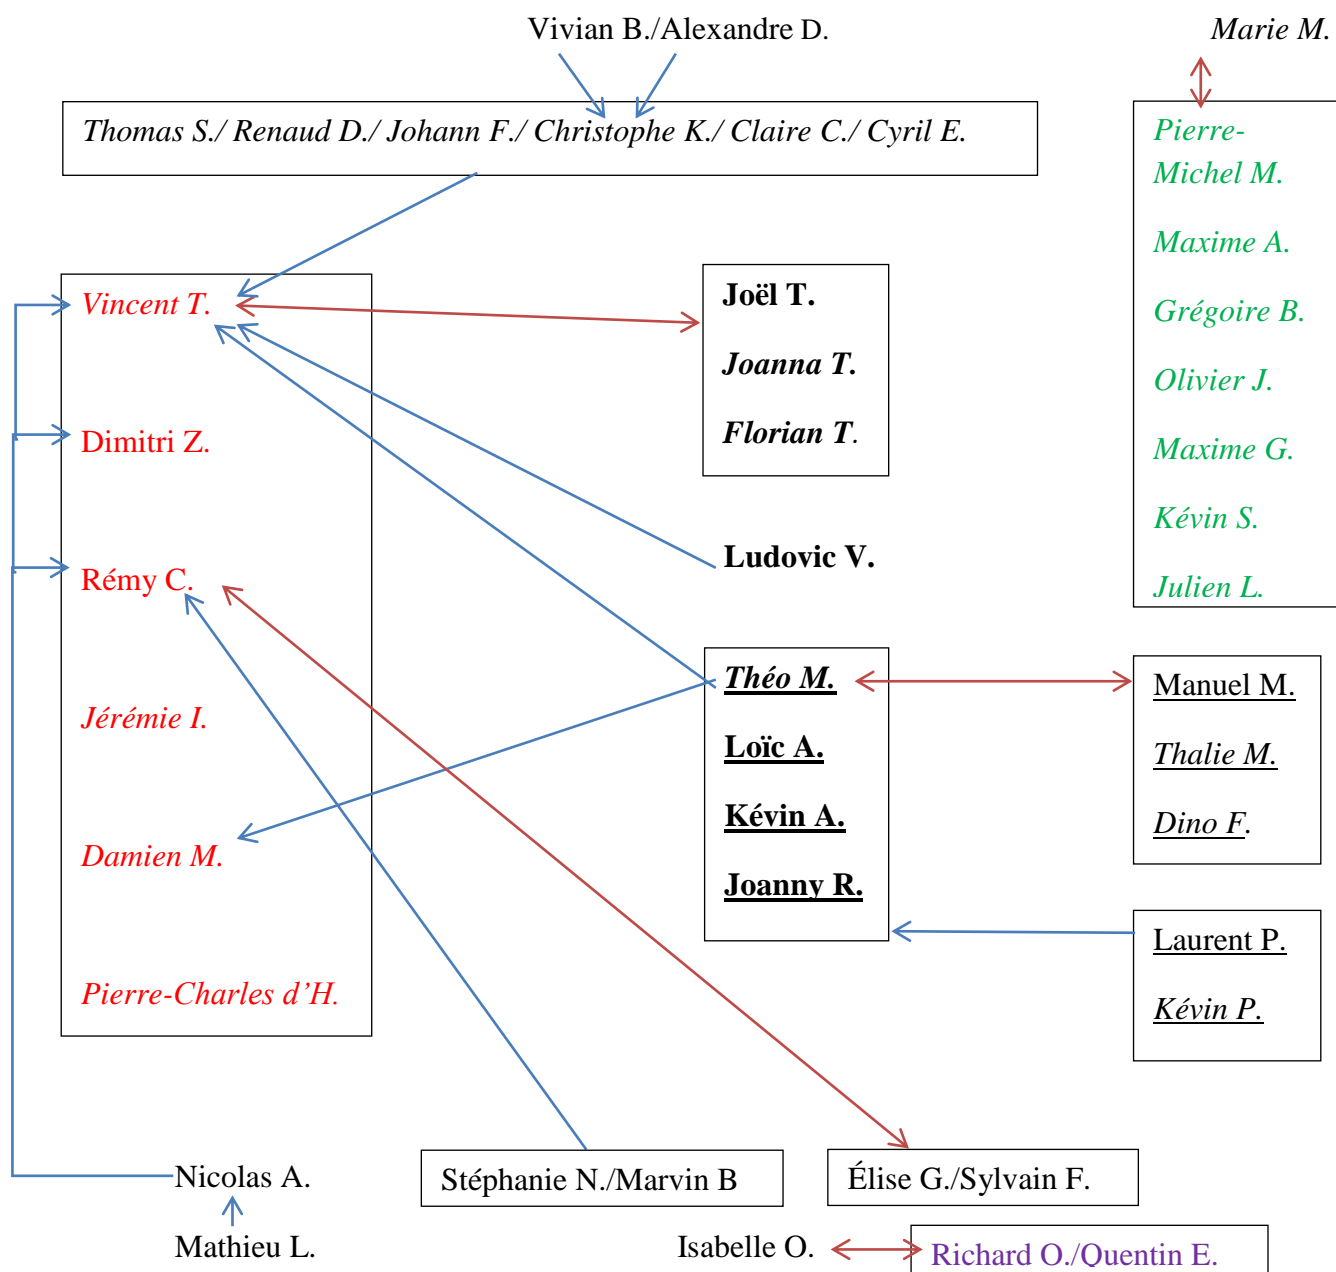 Vivian B./Alexandre D.
Marie M.
Thomas S./ Renaud D./ Johann F./ Christophe K./ Claire C./ Cyril E.
Pierre-
Michel M.
Maxime A.
Grégoire B.
Olivier J.
Maxime G.
Kévin S.
Julien L.
Vincent T.
Dimitri Z.
Rémy C.
Jérémie I.
Damien M.
Pierre-Charles d’H.
Joël T.
Joanna T.
Florian T.
Ludovic V.
Théo M.
Loïc A.
Kévin A.
Joanny R.
Manuel M.
Thalie M.
Dino F.
Laurent P.
Kévin P.
Nicolas A.
Mathieu L.
Stéphanie N./Marvin B
Élise G./Sylvain F.
Isabelle O.
Richard O./Quentin E.